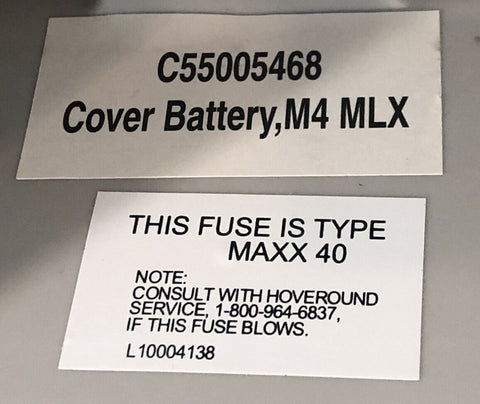 C55005468
Cover Battery,M4 MLX
THIS FUSE IS TYPE
MAXX 40
NOTE:
CONSULT WITH HOVEROUND
SERVICE, 1-800-964-6837,
IF THIS FUSE BLOWS.
L10004138